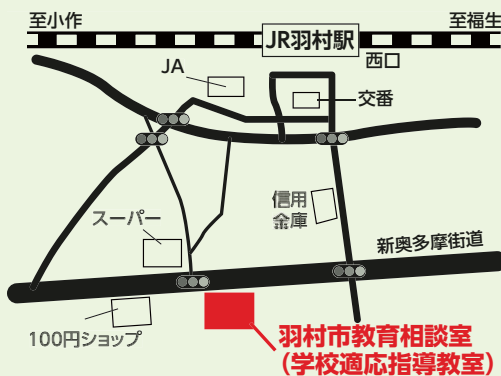 至小作
至福生
JR羽村駅
西口
JA
交番
信用
金庫
スーパー
新奥多摩街道
100円ショップ
羽村市教育相談室
（学校適応指導教室）